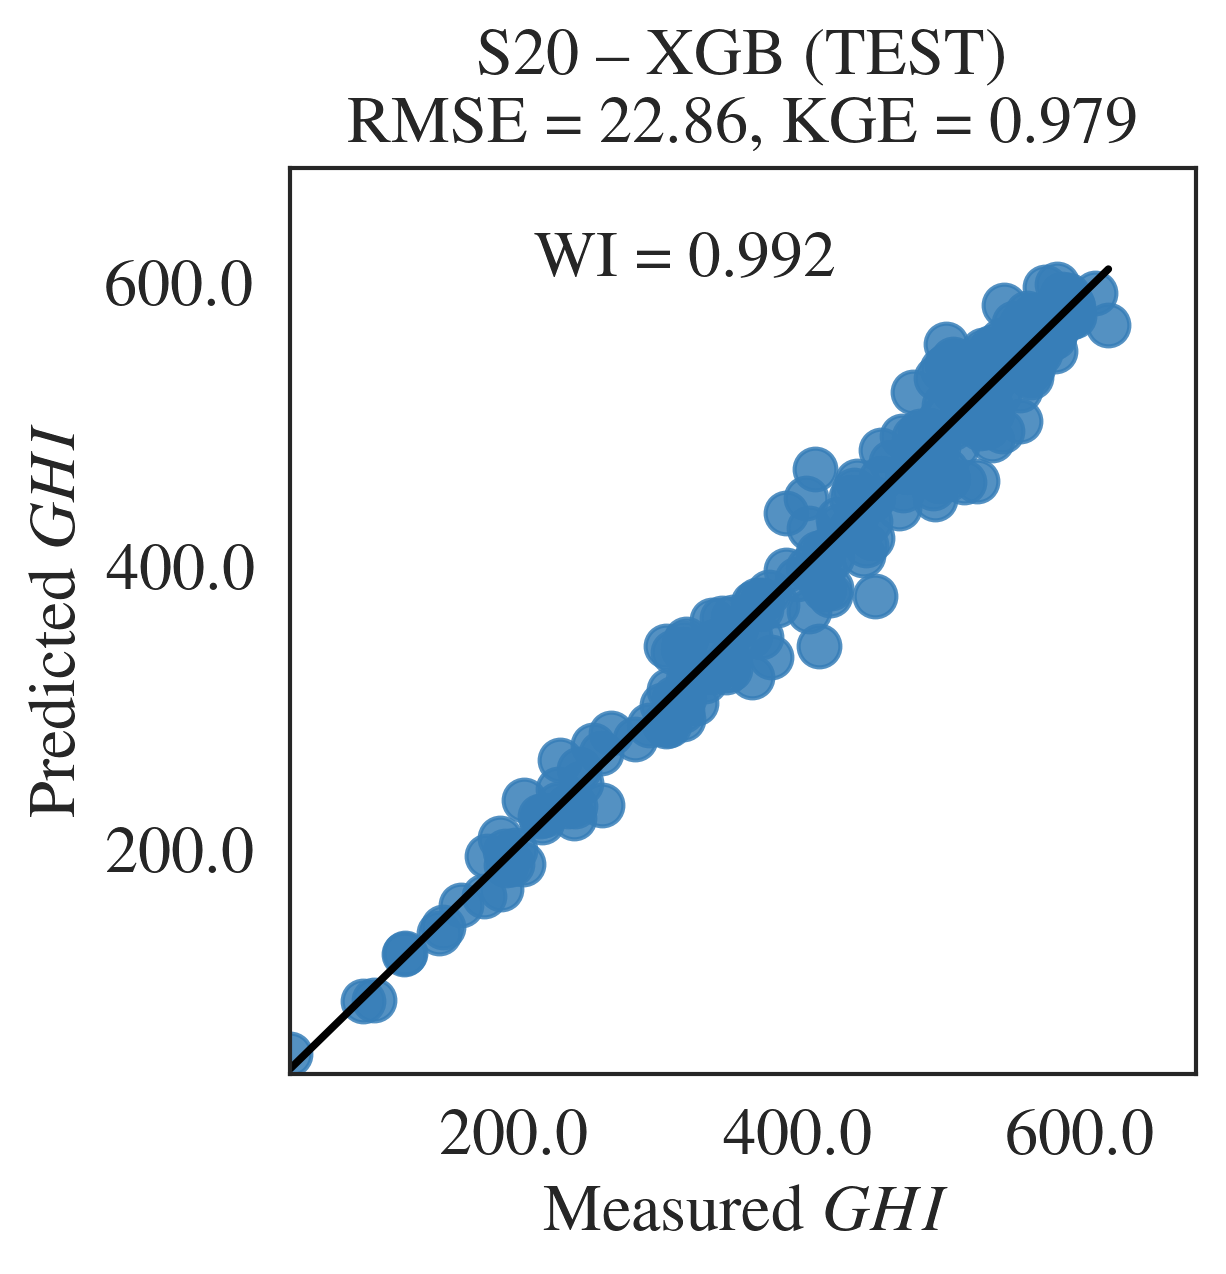 S20 – XGB (TEST)
RMSE = 22.86, KGE = 0.979
WI = 0.992
600.0
400.0
200.0
Predicted GHI
200.0 400.0 600.0
Measured GHI